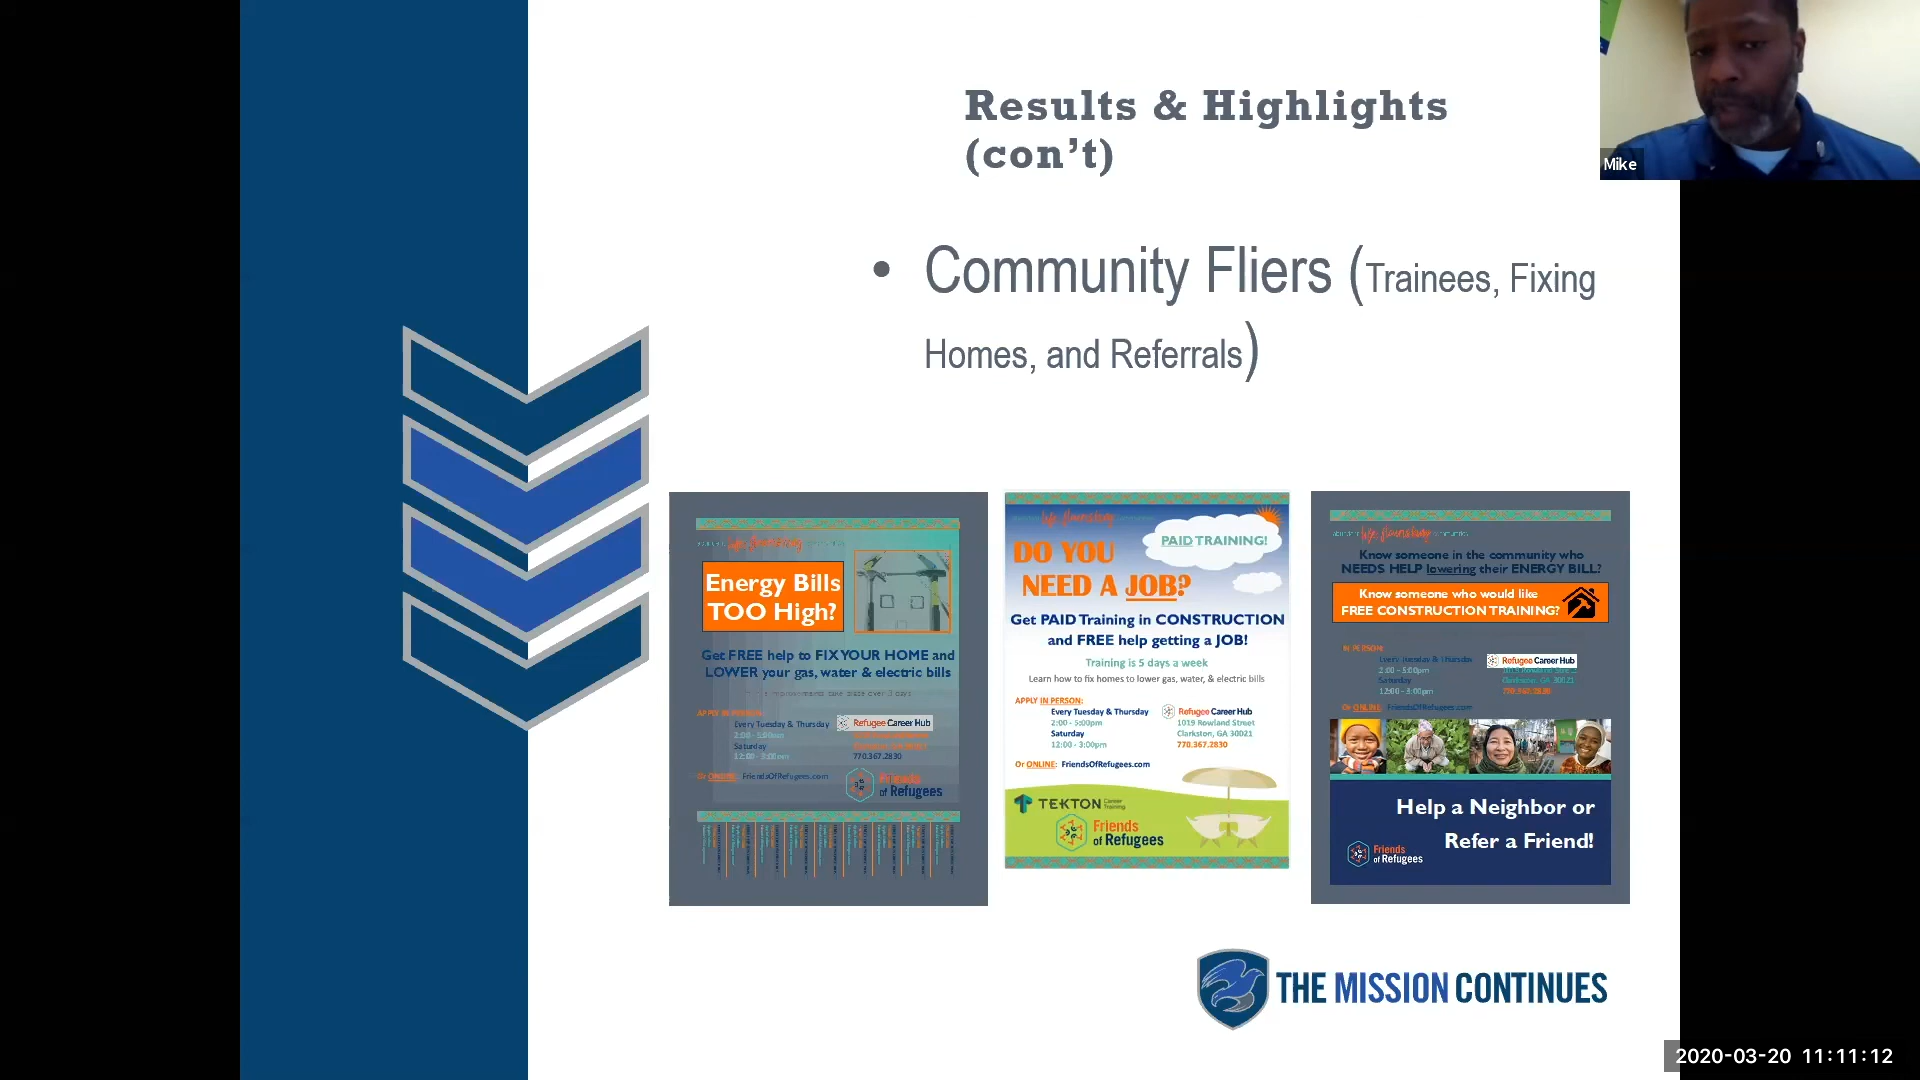 Results & Highlights
(con’t)
Mike
• Community Fliers (Trainees, Fixing
Homes, and Referrals)
life flourishing
Energy Bills
TOO High?
Get FREE help to FIX YOUR HOME and
LOWER your gas, water & electric bills
APPLY IN PERSON:
Every Tuesday & Thursday
2:00 - 5:00pm
Saturday
12:00 - 3:00pm
Refugee Career Hub
770.367.2830
Or ONLINE: FriendsOfRefugees.com
Friends
of Refugees
life flourishing
PAID TRAINING!
DO YOU
NEED A JOB?
Get PAID Training in CONSTRUCTION
and FREE help getting a JOB!
Training is 5 days a week
Learn how to fix homes to lower gas, water, & electric bills
APPLY IN PERSON:
Every Tuesday & Thursday
2:00 - 5:00pm
Saturday
12:00 - 3:00pm
Refugee Career Hub
1019 Rowland Street
Clarkston, GA 30021
770.367.2830
Or ONLINE: FriendsOfRefugees.com
TEKTON Career
Training
Friends
of Refugees
life flourishing
Know someone in the community who
NEEDS HELP lowering their ENERGY BILL?
Know someone who would like
FREE CONSTRUCTION TRAINING?
IN PERSON:
Every Tuesday & Thursday
2:00 - 5:00pm
Saturday
12:00 - 3:00pm
Refugee Career Hub
1019 Rowland Street
Clarkston, GA 30021
770.367.2830
Or ONLINE: FriendsOfRefugees.com
Help a Neighbor or
Refer a Friend!
Friends
of Refugees
THE MISSION CONTINUES
2020-03-20 11:11:12